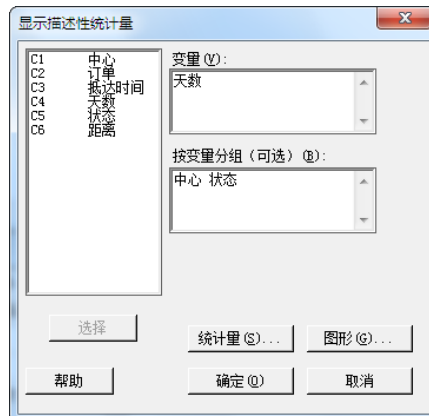 显示描述性统计量
C1 中心
C2 订单
C3 抵达时间
C4 天数
C5 状态
C6 距离
变量(V):
天数
按变量分组（可选）(B):
中心 状态
选择
统计量(S)...
图形(G)...
帮助
确定(O)
取消